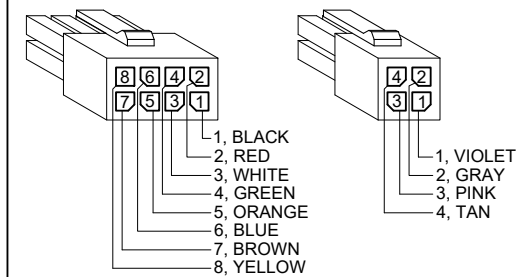 8 6 4 2
7 5 3 1
1, BLACK
2, RED
3, WHITE
4, GREEN
5, ORANGE
6, BLUE
7, BROWN
8, YELLOW
4 2
3 1
1, VIOLET
2, GRAY
3, PINK
4, TAN